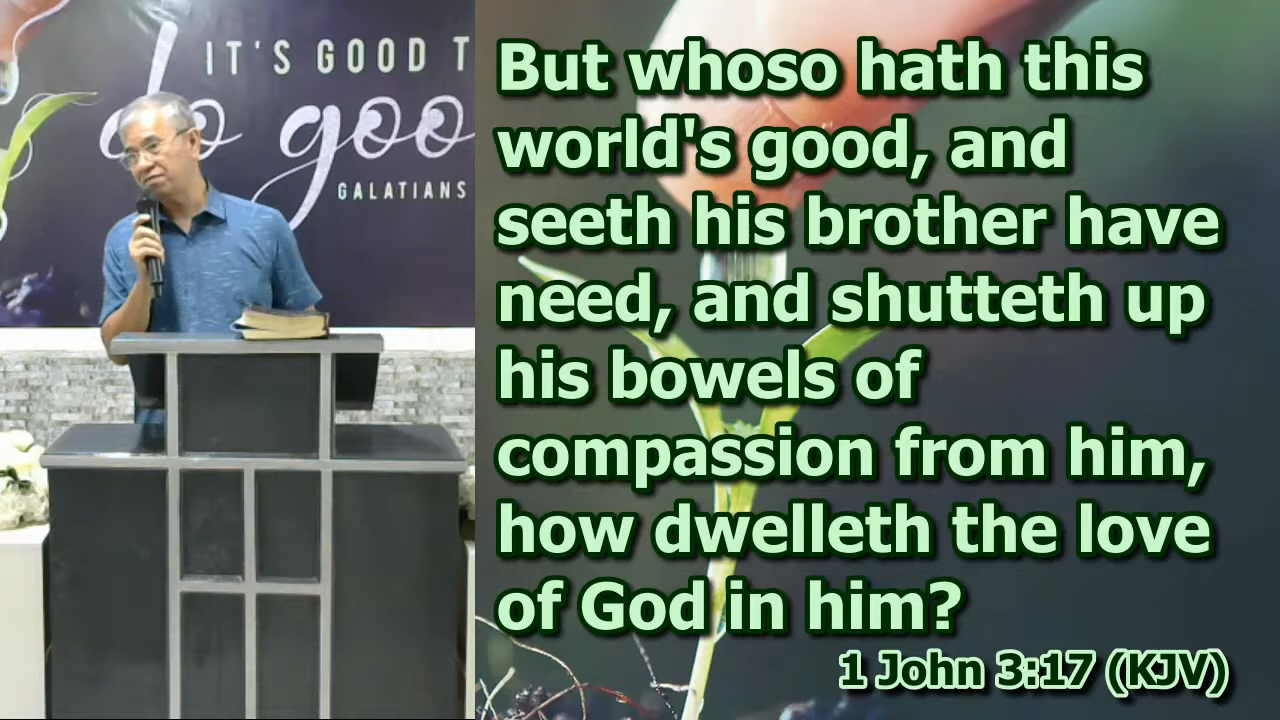 IT'S GOOD T
do goo
GALATIANS
But whoso hath this
world's good, and
seeth his brother have
need, and shutteth up
his bowels of
compassion from him,
how dwelleth the love
of God in him?
1 John 3:17 (KJV)